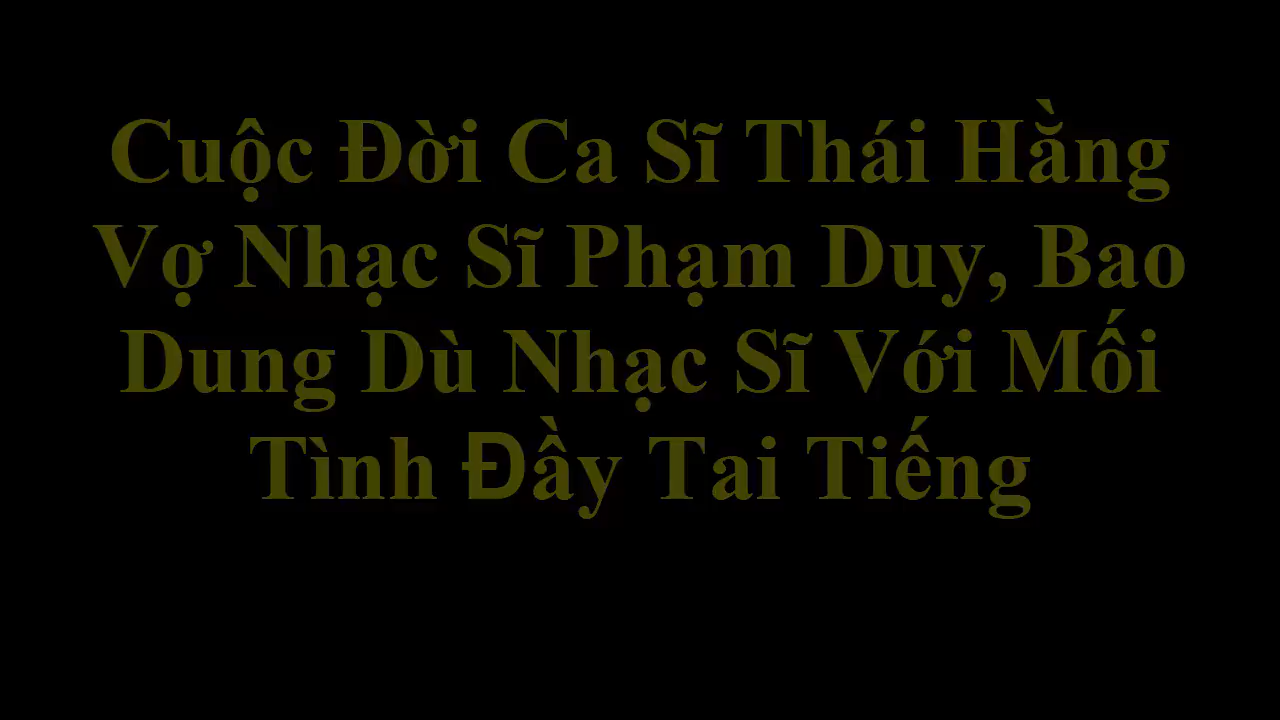 Cuộc Đời Ca Sĩ Thái Hằng
Vợ Nhạc Sĩ Phạm Duy, Bao
Dung Dù Nhạc Sĩ Với Mối
Tình Đầy Tai Tiếng